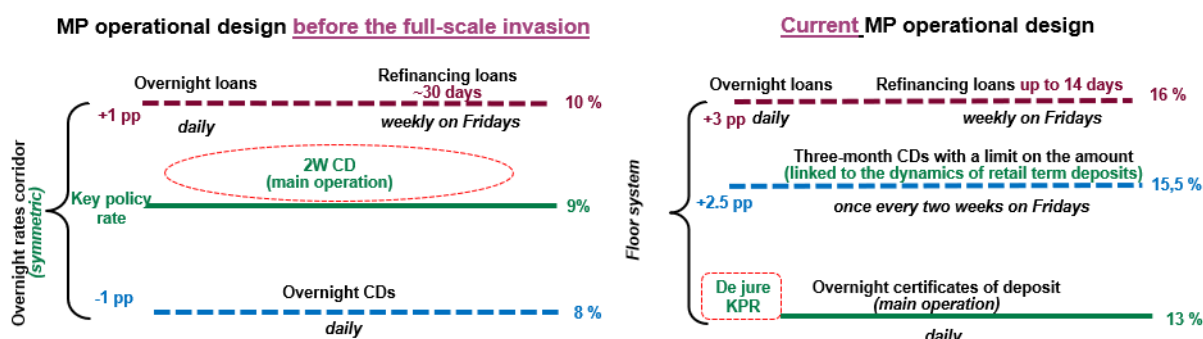 MP operational design before the full-scale invasion
Overnight rates corridor
(symmetric)
Overnight loans
Refinancing loans
~30 days
+1 pp
10 %
daily
weekly on Fridays
2W CD
(main operation)
Key policy
rate
9%
-1 pp
Overnight CDs
8 %
daily
Current MP operational design
Floor system
Overnight loans
Refinancing loans up to 14 days
16 %
+3 pp
daily
weekly on Fridays
Three-month CDs with a limit on the amount
(linked to the dynamics of retail term deposits)
15,5 %
+2.5 pp
once every two weeks on Fridays
De jure
KPR
Overnight certificates of deposit
(main operation)
13 %
daily